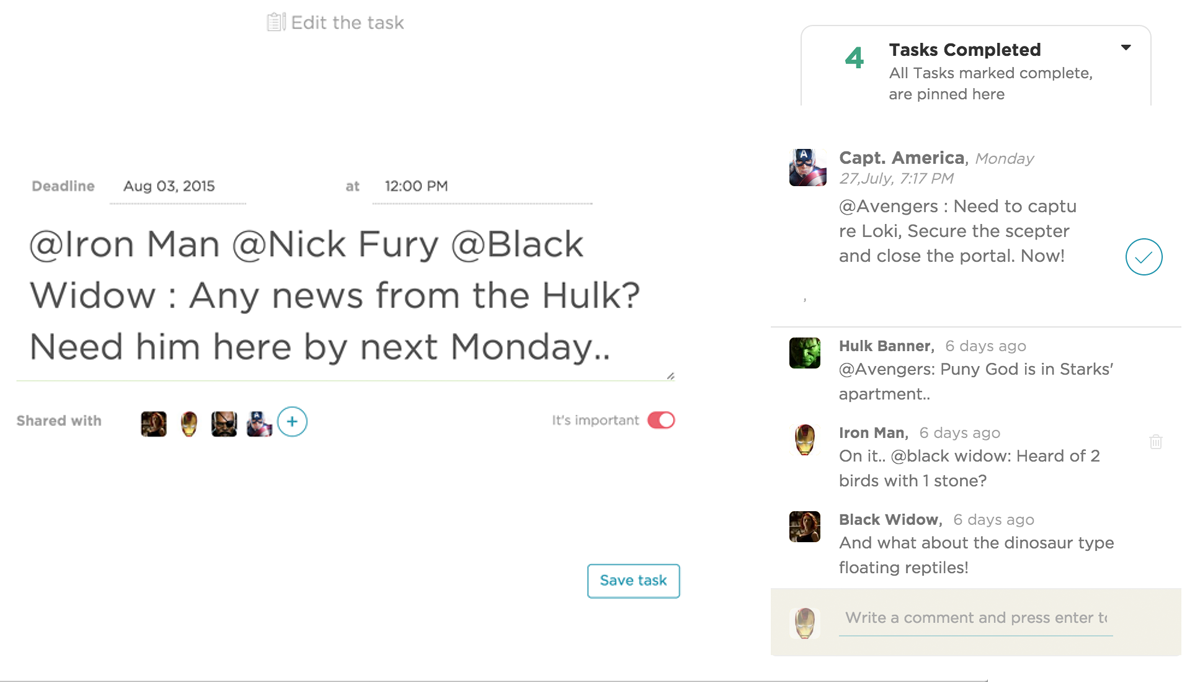 Edit the task
Deadline Aug 03, 2015 at 12:00 PM
@Iron Man @Nick Fury @Black
Widow : Any news from the Hulk?
Need him here by next Monday..
Shared with
It's important
Save task
4
Tasks Completed
All Tasks marked complete,
are pinned here
Capt. America, Monday
27,July, 7:17 PM
@Avengers : Need to captu
re Loki, Secure the scepter
and close the portal. Now!
,
Hulk Banner, 6 days ago
@Avengers: Puny God is in Starks'
apartment..
Iron Man, 6 days ago
On it.. @black widow: Heard of 2
birds with 1 stone?
Black Widow, 6 days ago
And what about the dinosaur type
floating reptiles!
Write a comment and press enter to